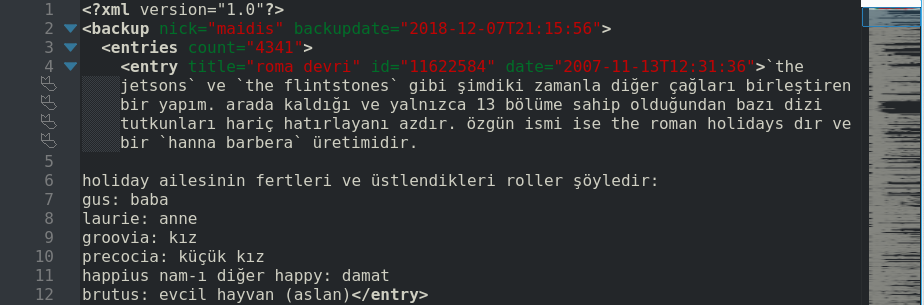 1 <?xml version="1.0"?>
2 <backup nick="maidis" backupdate="2018-12-07T21:15:56">
3 <entries count="4341">
4 <entry title="roma devri" id="11622584" date="2007-11-13T12:31:36">`the
jetsons` ve `the flintstones` gibi şimdiki zamanla diğer çağları birleştiren
bir yapım. arada kaldığı ve yalnızca 13 bölüme sahip olduğundan bazı dizi
tutkunları hariç hatırlayanı azdır. özgün ismi ise the roman holidays dır ve
bir `hanna barbera` üretimidir.
5
6 holiday ailesinin fertleri ve üstlendikleri roller şöyledir:
7 gus: baba
8 laurie: anne
9 groovia: kız
10 precocia: küçük kız
11 happius nam-ı diğer happy: damat
12 brutus: evcil hayvan (aslan)</entry>